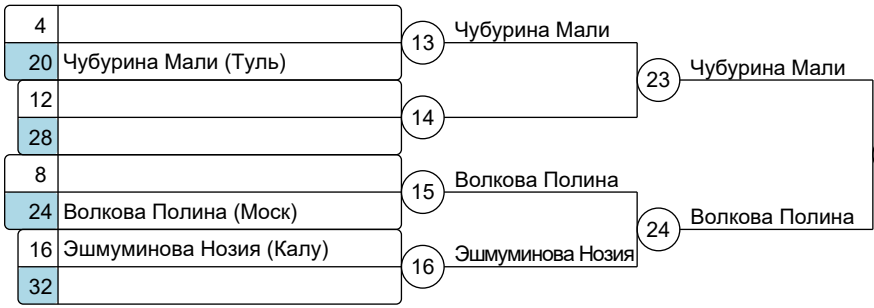 4
20 Чубурина Мали (Туль)
12
28
8
24 Волкова Полина (Моск)
16 Эшмуминова Нозия (Калу)
32
13 Чубурина Мали
14
15 Волкова Полина
16 Эшмуминова Нозия
23 Чубурина Мали
24 Волкова Полина